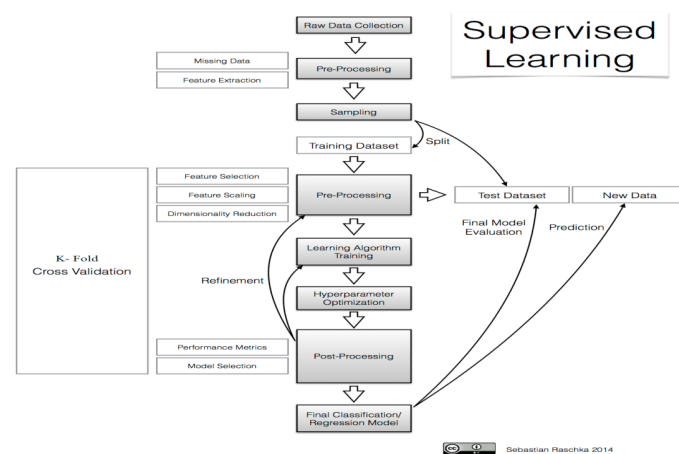 Supervised
Learning
Raw Data Collection
Missing Data
Feature Extraction
Pre-Processing
Sampling
Split
Training Dataset
Feature Selection
Feature Scaling
Dimensionality Reduction
Pre-Processing
Test Dataset
New Data
Final Model
Evaluation
Prediction
K- Fold
Cross Validation
Refinement
Learning Algorithm
Training
Hyperparameter
Optimization
Performance Metrics
Model Selection
Post-Processing
Final Classification/
Regression Model
cc
Sebastian Raschka 2014